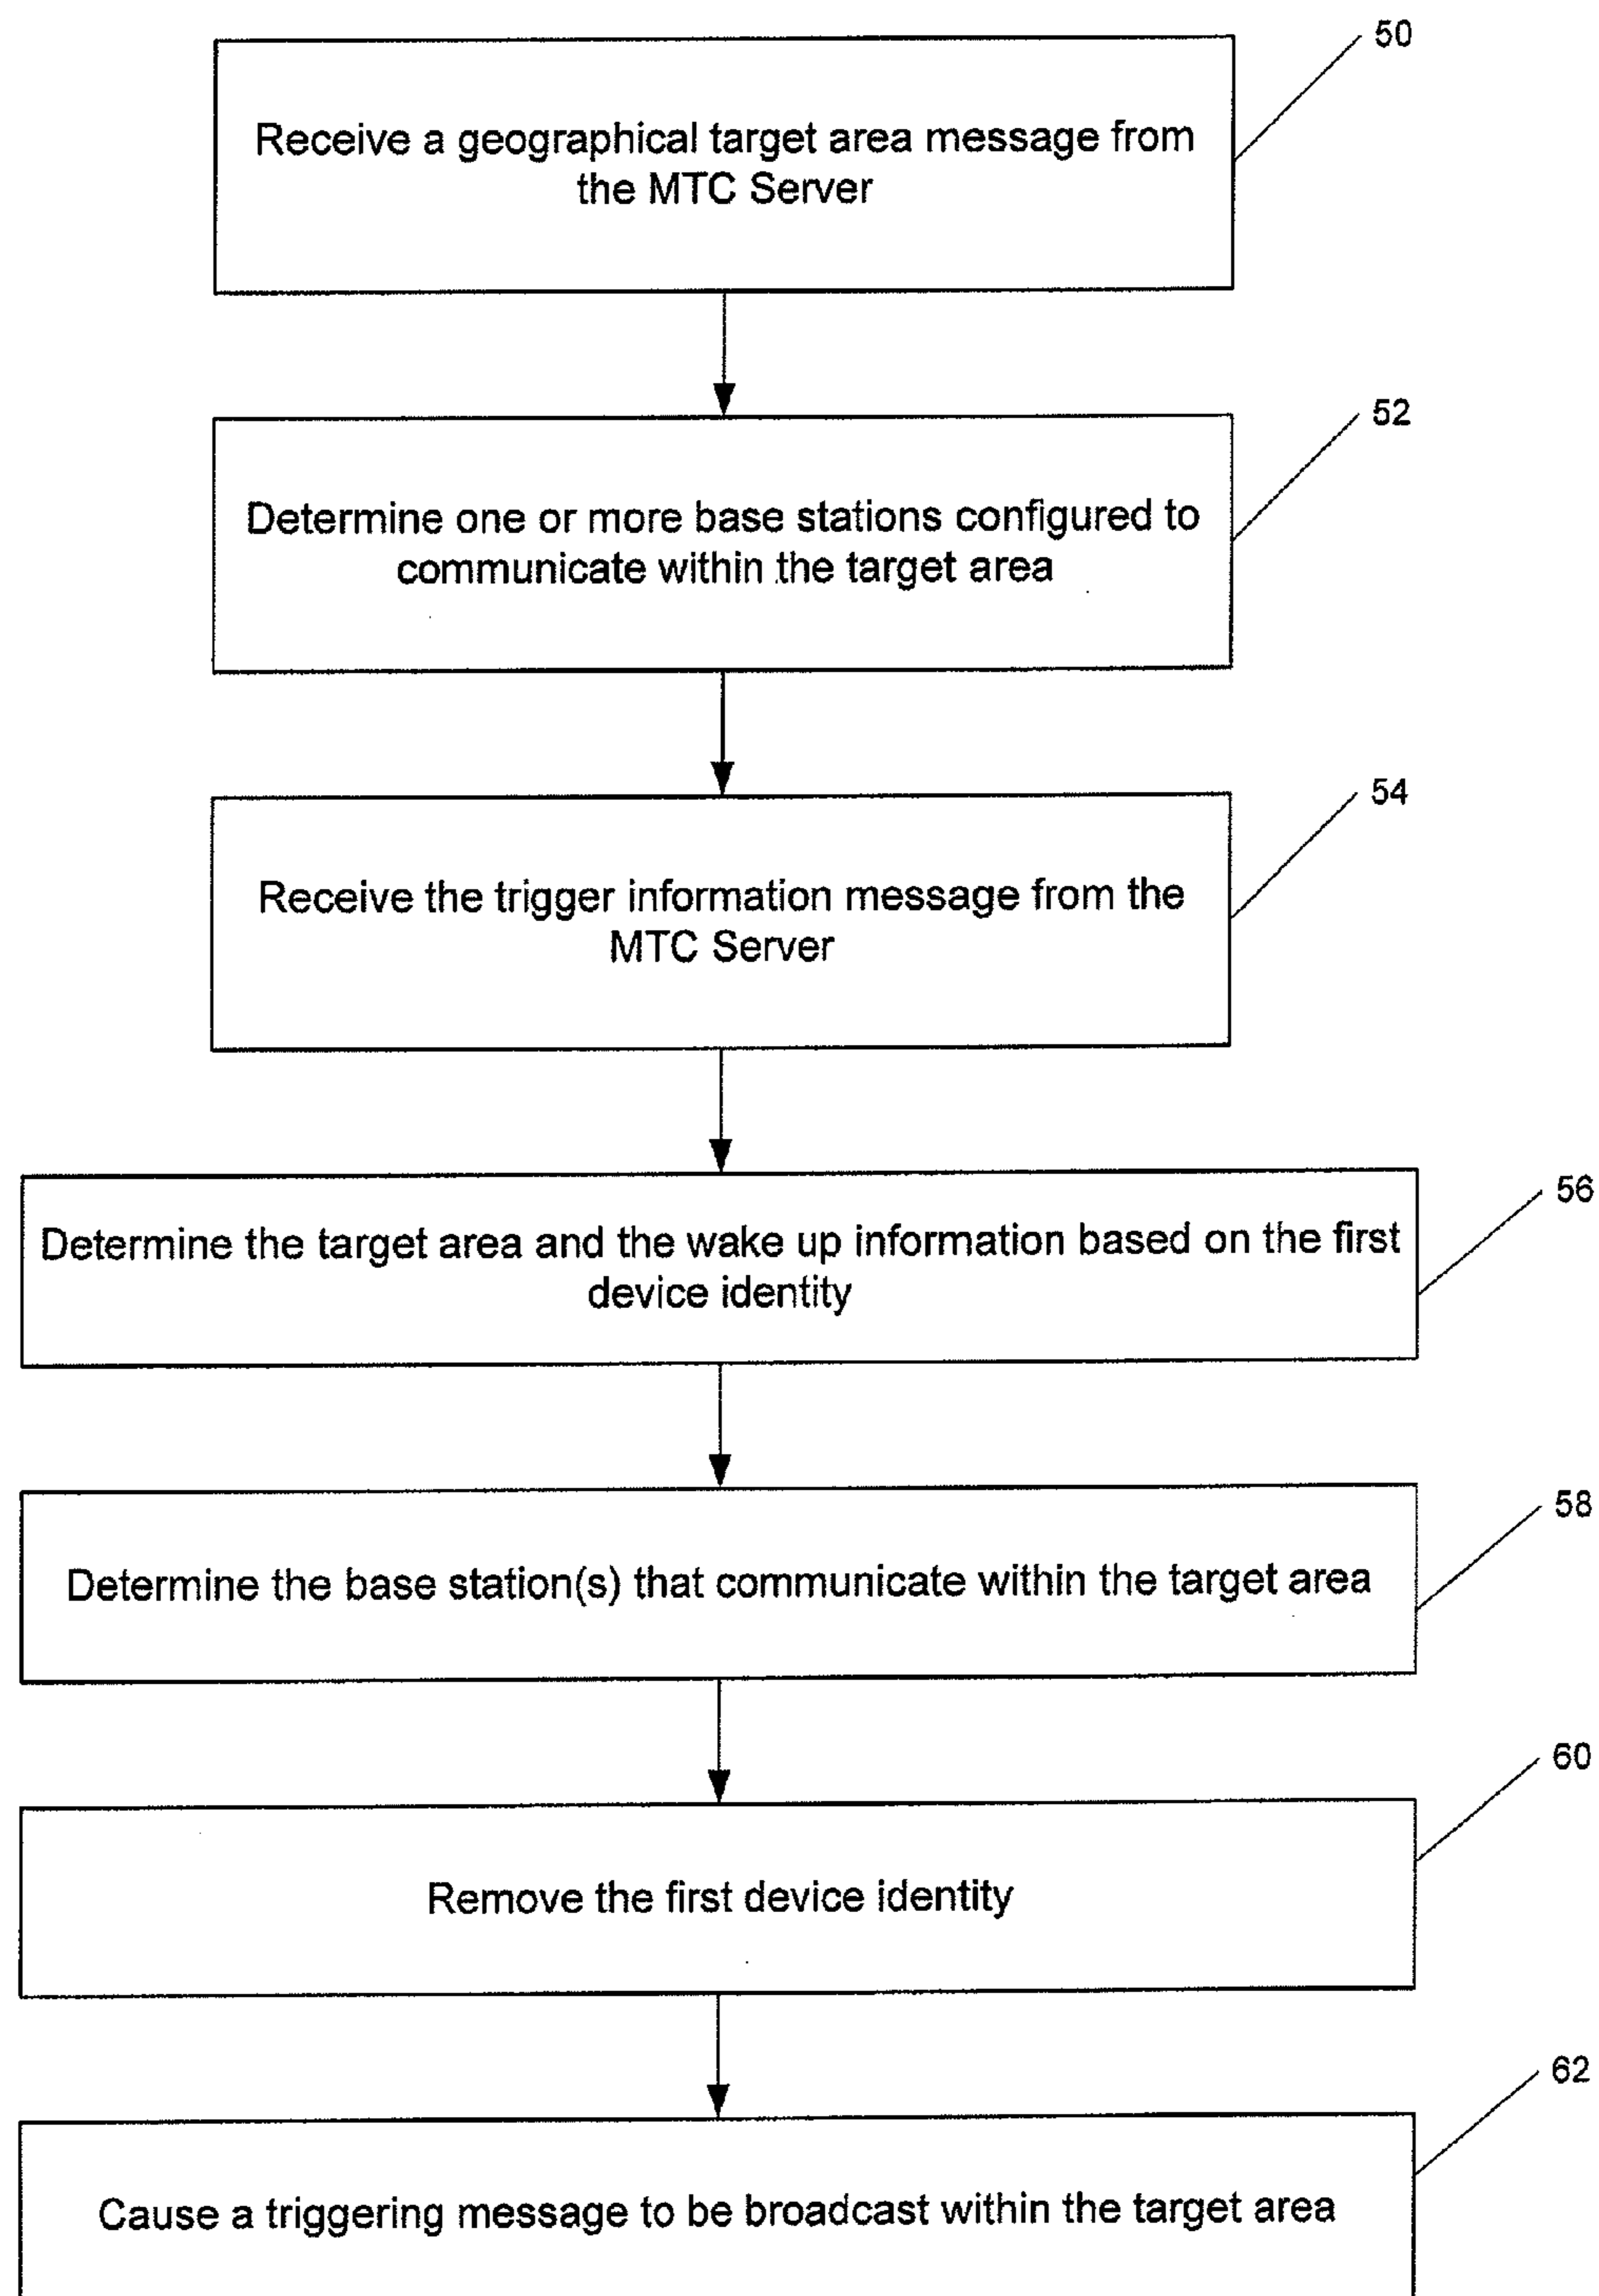 50
Receive a geographical target area message from
the MTC Server
52
Determine one or more base stations configured to
communicate within the target area
54
Receive the trigger information message from the
MTC Server
56
Determine the target area and the wake up information based on the first
device identity
58
Determine the base station(s) that communicate within the target area
60
Remove the first device identity
62
Cause a triggering message to be broadcast within the target area